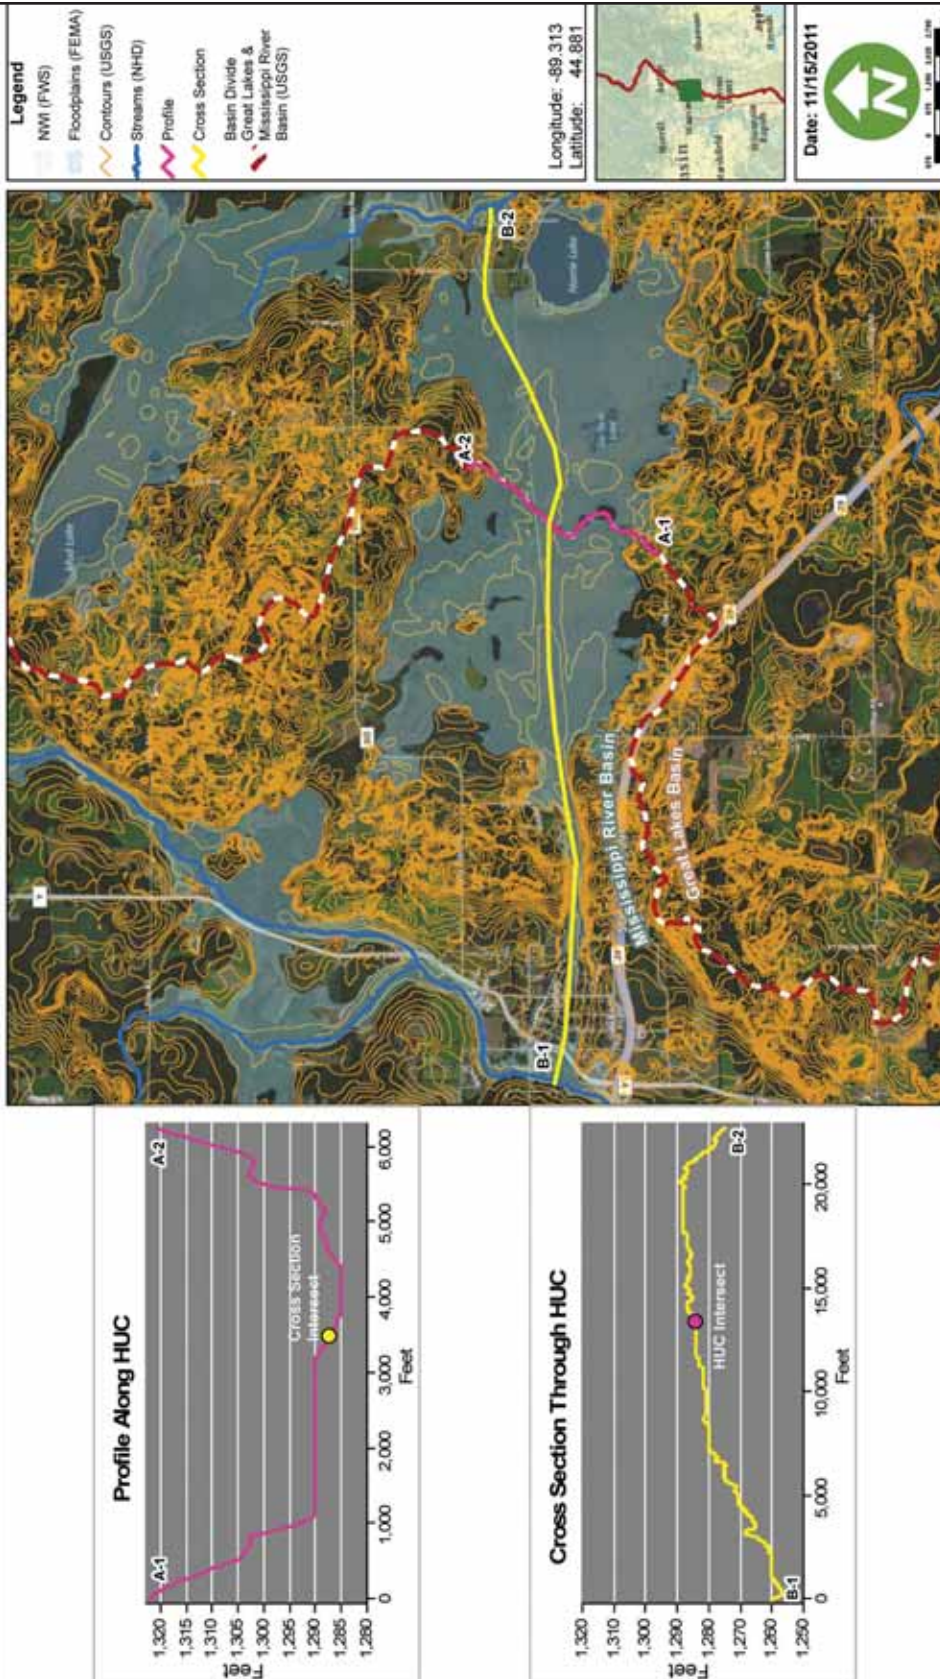 Legend
NWI (FWS)
Floodplains (FEMA)
Contours (USGS)
Streams (NHD)
Profile
Cross Section
Basin Divide
Great Lakes &
Mississippi River
Basin (USGS)
Longitude: -89.313
Latitude: 44.881
Date: 11/15/2011
N
B-1
B-2
A-1
A-2
Mississippi River Basin
Great Lakes Basin
29
Profile Along HUC
A-1
A-2
Cross Section
Intersect
1,320
1,315
1,310
1,305
1,300
1,295
1,290
1,285
1,280
Feet
0
1,000
2,000
3,000
4,000
5,000
6,000
Feet
Cross Section Through HUC
HUC Intersect
B-1
B-2
1,320
1,310
1,300
1,290
1,280
1,270
1,260
1,250
Feet
0
5,000
10,000
15,000
20,000
Feet